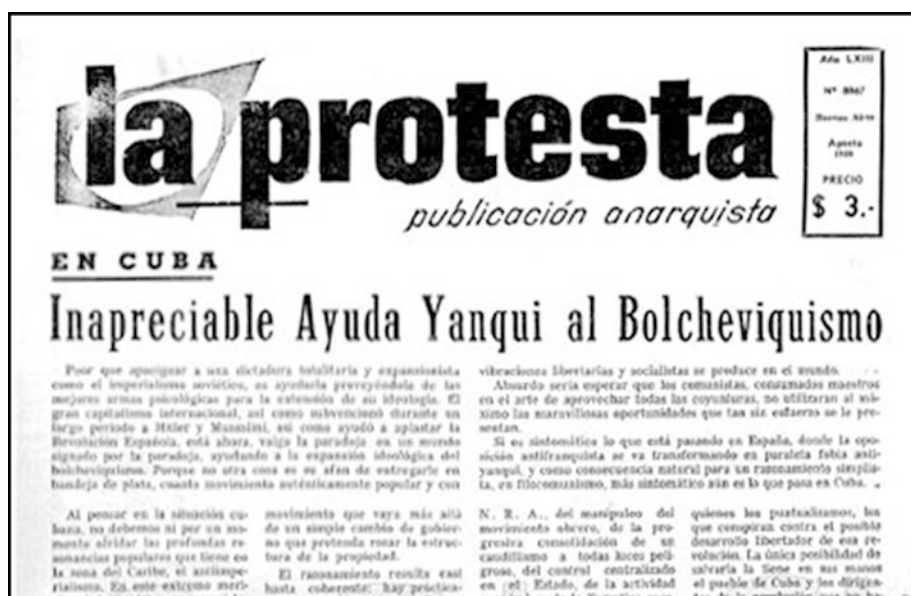 la protesta
publicación anarquista
Año LXIII
Nº 8067
Buenos Aires
Agosto
PRECIO
$ 3.-
EN CUBA
Inapreciable Ayuda Yanqui al Bolcheviquismo
Peor que apaciguar a una dictadura totalitaria y expansionista
como el imperialismo soviético, es ayudarla proveyéndola de las
mejores armas psicológicas para la extensión de su ideología. El
gran capitalismo internacional, así como subvencionó durante un
largo período a Hitler y Mussolini, así como ayudó a aplastar la
Revolución Española, está ahora, valga la paradoja en un mundo
signado por la paradoja, ayudando a la expansión ideológica del
bolcheviquismo. Porque no otra cosa es su afán de entregarle en
bandeja de plata, cuanto movimiento auténticamente popular y con
vibraciones libertarias y socialistas se produce en el mundo.
Absurdo sería esperar que los comunistas, consumados maestros
en el arte de aprovechar todas las coyunturas, no utilizaran al má-
ximo las maravillosas oportunidades que tan sin esfuerzo se le pre-
sentan.
Si es sintomático lo que está pasando en España, donde la opo-
sición antifranquista se va transformando en paralela fobia anti-
yanqui, y como consecuencia natural para un razonamiento simplis-
ta, en filocomunismo, más sintomático aún es lo que pasa en Cuba.
Al pensar en la situación cu-
bana, no debemos ni por un mo-
mento olvidar las profundas re-
sonancias populares que tiene en
la zona del Caribe, el antiimpe-
rialismo. En este extremo
movimiento que vaya más allá
de un simple cambio de gobier-
no que pretenda rozar la estruc-
tura de la propiedad.
El razonamiento resulta casi
hasta coherente: hay práctica-
N. R. A., del manipuleo del
movimiento obrero, de la pro-
gresiva consolidación de un
caudillismo a todas luces peli-
groso, del control centralizado
en el Estado, de la actividad
quienes los puntualizamos, los
que conspiran contra el posible
desarrollo libertador de esa re-
volución. La única posibilidad de
salvarla la tiene en sus manos
el pueblo de Cuba y los dirigen-